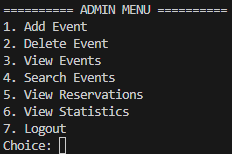 ========== ADMIN MENU ==========
1. Add Event
2. Delete Event
3. View Events
4. Search Events
5. View Reservations
6. View Statistics
7. Logout
Choice: